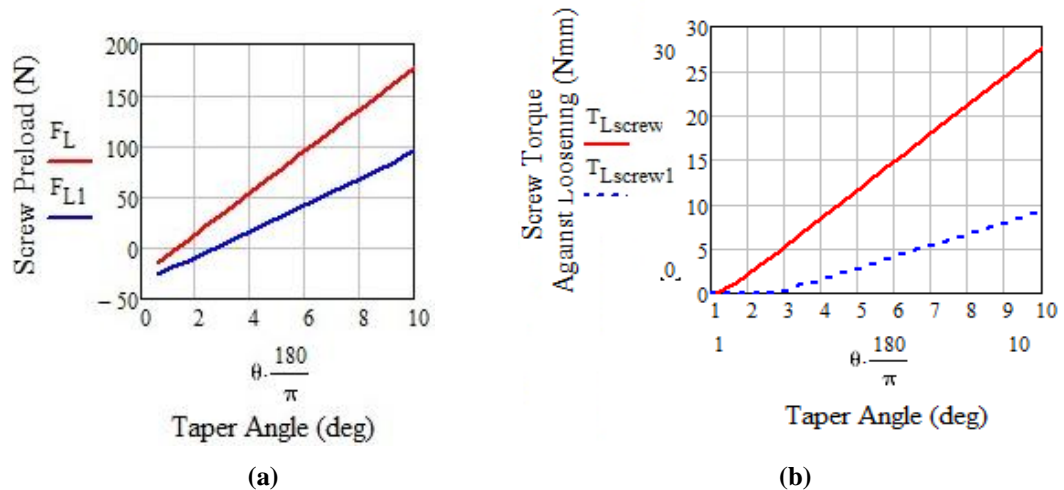 Screw Preload (N)
200
150
100
50
0
−50
F_L
F_L1
0 2 4 6 8 10
θ·180/π
Taper Angle (deg)
(a)
Screw Torque
Against Loosening (Nmm)
30
.0.
T_Lscrew
T_Lscrew1
30
25
20
15
10
5
0
1 2 3 4 5 6 7 8 9 10
1 10
θ·180/π
Taper Angle (deg)
(b)